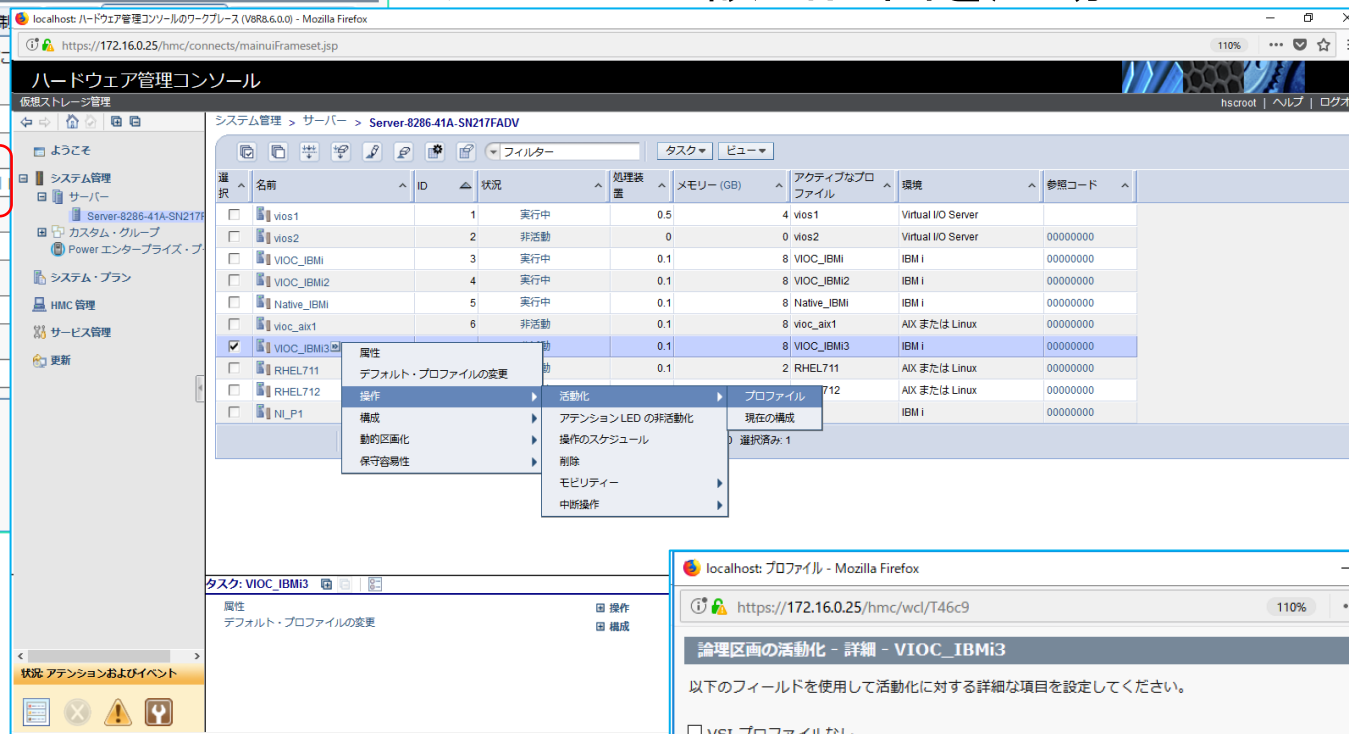 localhost: ハードウェア管理コンソールのワークプレース (V8R8.6.0.0) - Mozilla Firefox
https://172.16.0.25/hmc/connects/mainuiFrameset.jsp
110%
ハードウェア管理コンソール
仮想ストレージ管理
hscroot | ヘルプ | ログオ
システム管理 > サーバー > Server-8286-41A-SN217FADV
ようこそ
システム管理
サーバー
Server-8286-41A-SN217F
カスタム・グループ
Power エンタープライズ・プー
システム・プラン
HMC 管理
サービス管理
更新
フィルター タスク ビュー
選択 名前 ID 状況 処理装置 メモリー (GB) アクティブなプロファイル 環境 参照コード
vios1 1 実行中 0.5 4 vios1 Virtual I/O Server
vios2 2 非活動 0 0 vios2 Virtual I/O Server 00000000
VIOC_IBMi 3 実行中 0.1 8 VIOC_IBMi IBM i 00000000
VIOC_IBMi2 4 実行中 0.1 8 VIOC_IBMi2 IBM i 00000000
Native_IBMi 5 実行中 0.1 8 Native_IBMi IBM i 00000000
vioc_aix1 6 非活動 0.1 8 vioc_aix1 AIX または Linux 00000000
VIOC_IBMi3 動 0.1 8 VIOC_IBMi3 IBM i 00000000
RHEL711 動 0.1 2 RHEL711 AIX または Linux 00000000
RHEL712 712 AIX または Linux 00000000
NI_P1 IBM i 00000000
選択済み: 1
属性
デフォルト・プロファイルの変更
操作
構成
動的区画化
保守容易性
活動化
アテンション LED の非活動化
操作のスケジュール
削除
モビリティー
中断操作
プロファイル
現在の構成
タスク: VIOC_IBMi3
属性
デフォルト・プロファイルの変更
操作
構成
状況: アテンションおよびイベント
localhost: プロファイル - Mozilla Firefox
https://172.16.0.25/hmc/wcl/T46c9
110%
論理区画の活動化 - 詳細 - VIOC_IBMi3
以下のフィールドを使用して活動化に対する詳細な項目を設定してください。
VSI プロファイルなし